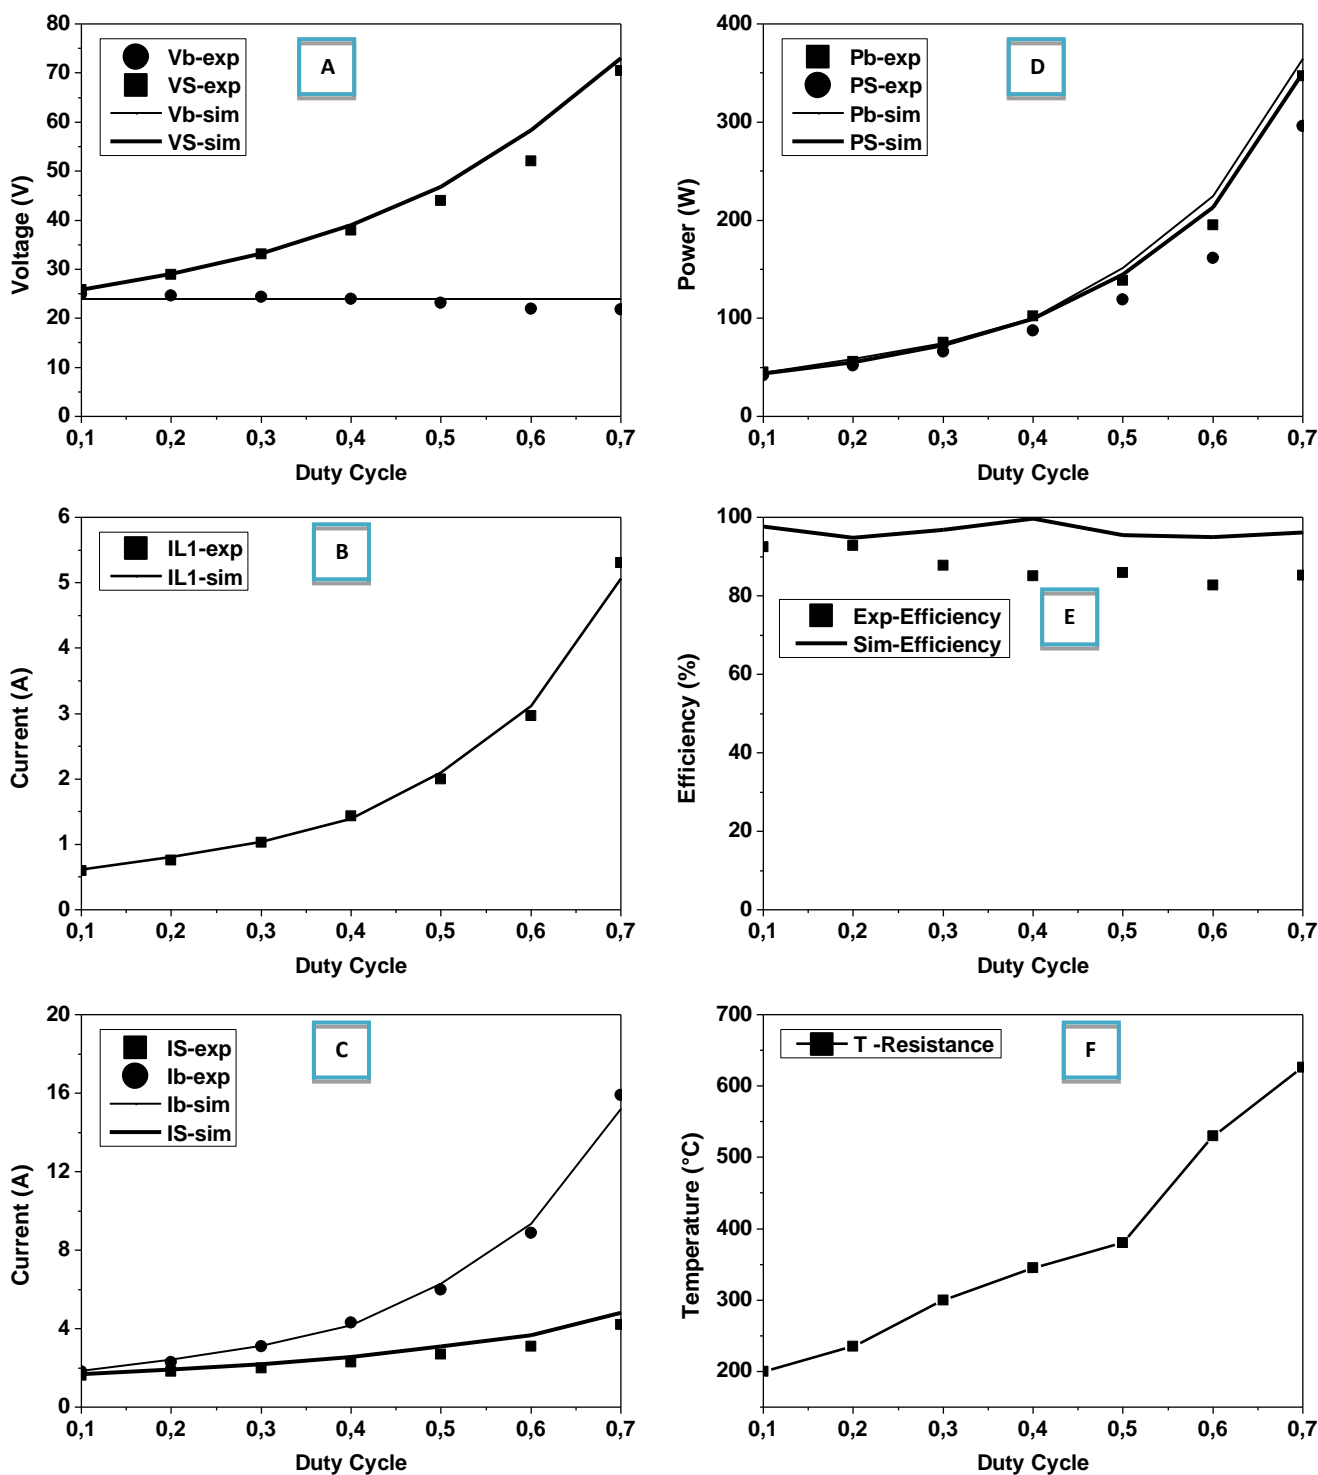 80
70
60
50
40
30
20
10
0
Voltage (V)
Vb-exp
VS-exp
Vb-sim
VS-sim
A
0,1 0,2 0,3 0,4 0,5 0,6 0,7
Duty Cycle
400
300
200
100
0
Power (W)
Pb-exp
PS-exp
Pb-sim
PS-sim
D
0,1 0,2 0,3 0,4 0,5 0,6 0,7
Duty Cycle
6
5
4
3
2
1
0
Current (A)
IL1-exp
IL1-sim
B
0,1 0,2 0,3 0,4 0,5 0,6 0,7
Duty Cycle
100
80
60
40
20
0
Efficiency (%)
Exp-Efficiency
Sim-Efficiency
E
0,1 0,2 0,3 0,4 0,5 0,6 0,7
Duty Cycle
20
16
12
8
4
0
Current (A)
IS-exp
Ib-exp
Ib-sim
IS-sim
C
0,1 0,2 0,3 0,4 0,5 0,6 0,7
Duty Cycle
700
600
500
400
300
200
Temperature (°C)
T -Resistance
F
0,1 0,2 0,3 0,4 0,5 0,6 0,7
Duty Cycle